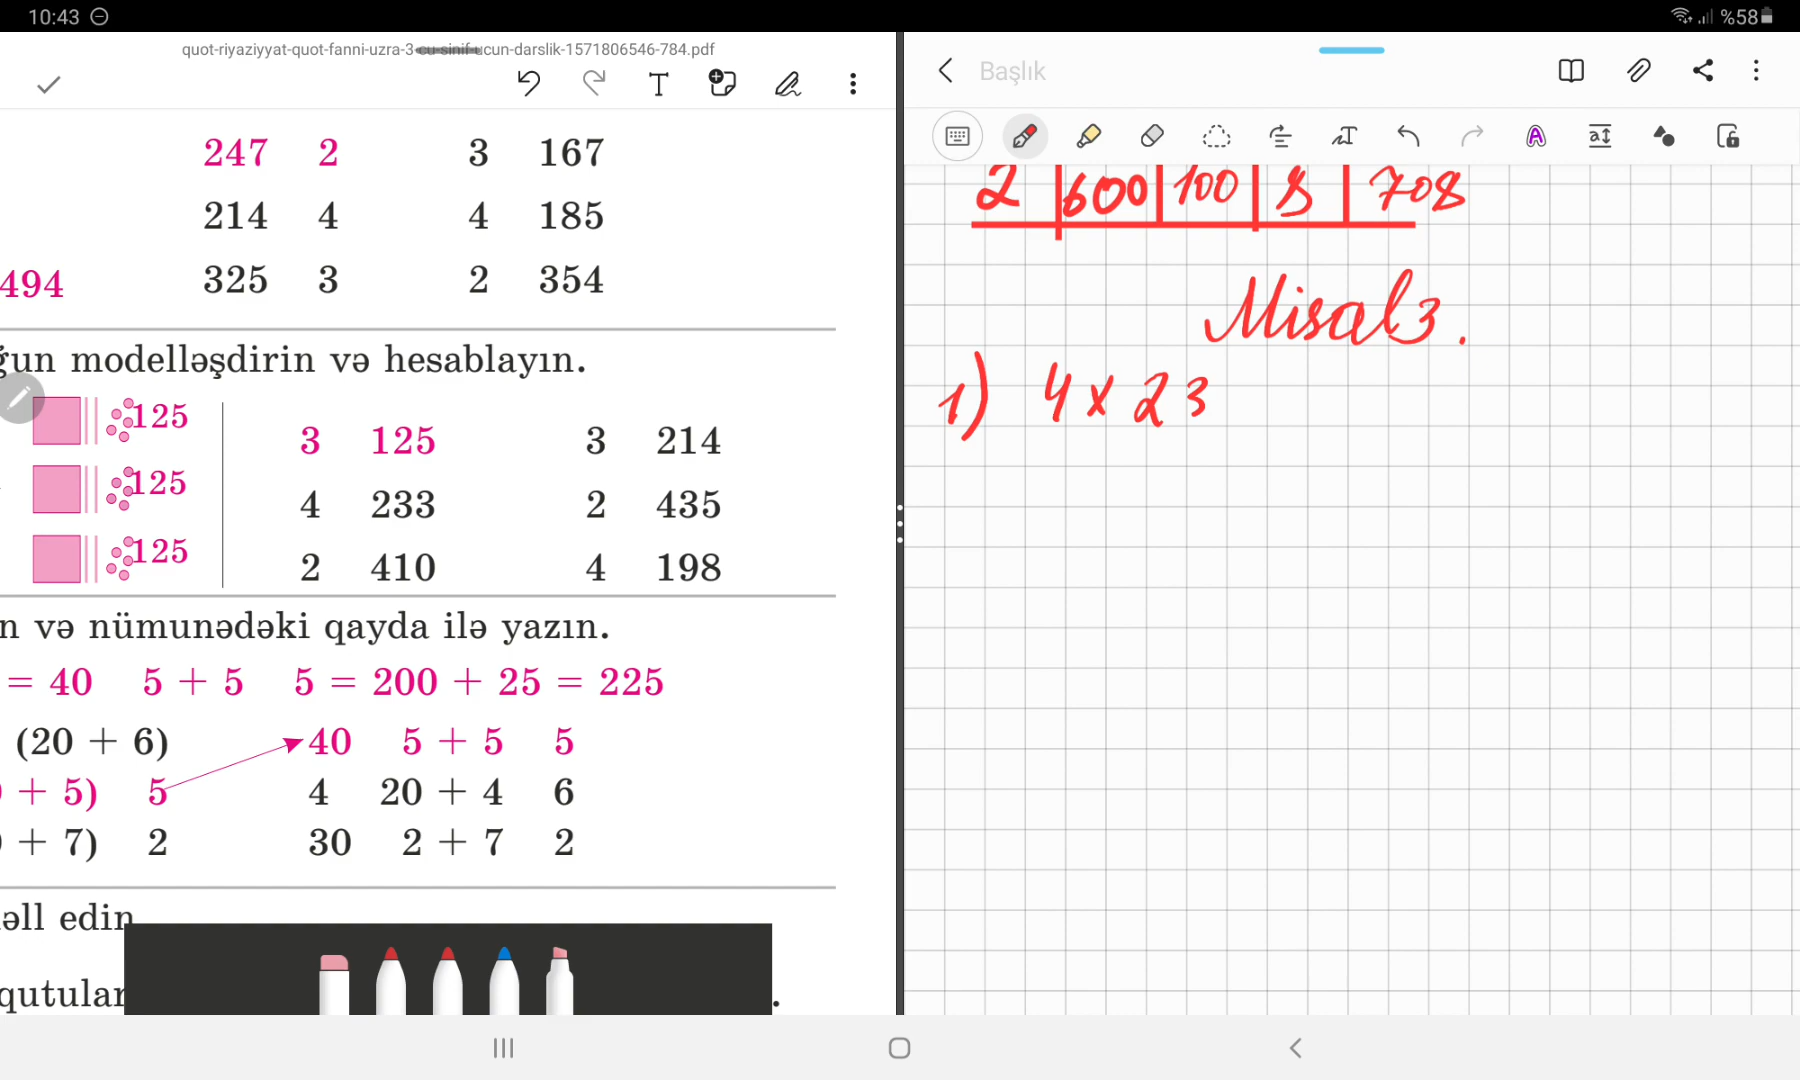 10:43
%58
quot-riyaziyyat-quot-fanni-uzra-3-cu-sinif-ucun-darslik-1571806546-784.pdf
247 2 3 167
214 4 4 185
494
325 3 2 354
ğun modelləşdirin və hesablayın.
125
125
125
3 125 3 214
4 233 2 435
2 410 4 198
n və nümunədəki qayda ilə yazın.
= 40 5 + 5 5 = 200 + 25 = 225
(20 + 6) 40 5 + 5 5
+ 5) 5 4 20 + 4 6
+ 7) 2 30 2 + 7 2
əll edin
qutular .
Başlık
2 600 100 8 708
Misal 3.
1) 4 x 23